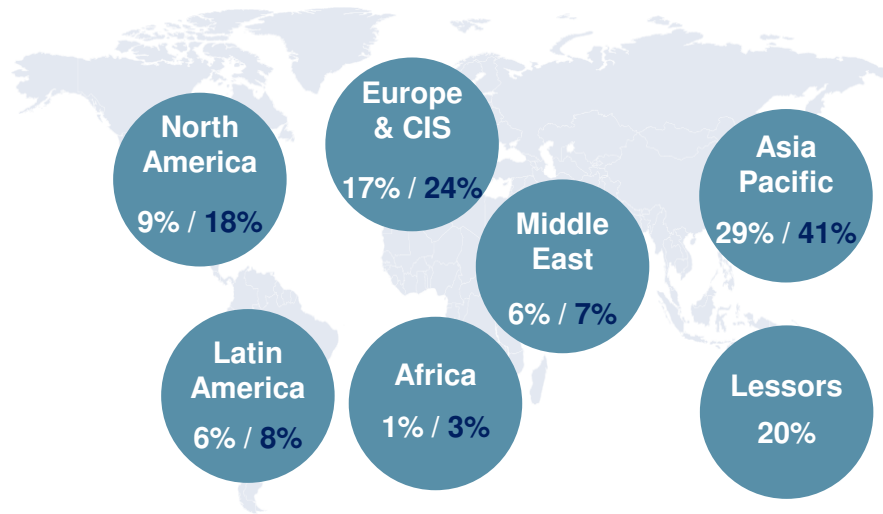 North
America
9% / 18%
Europe
& CIS
17% / 24%
Middle
East
6% / 7%
Asia
Pacific
29% / 41%
Latin
America
6% / 8%
Africa
1% / 3%
Lessors
20%